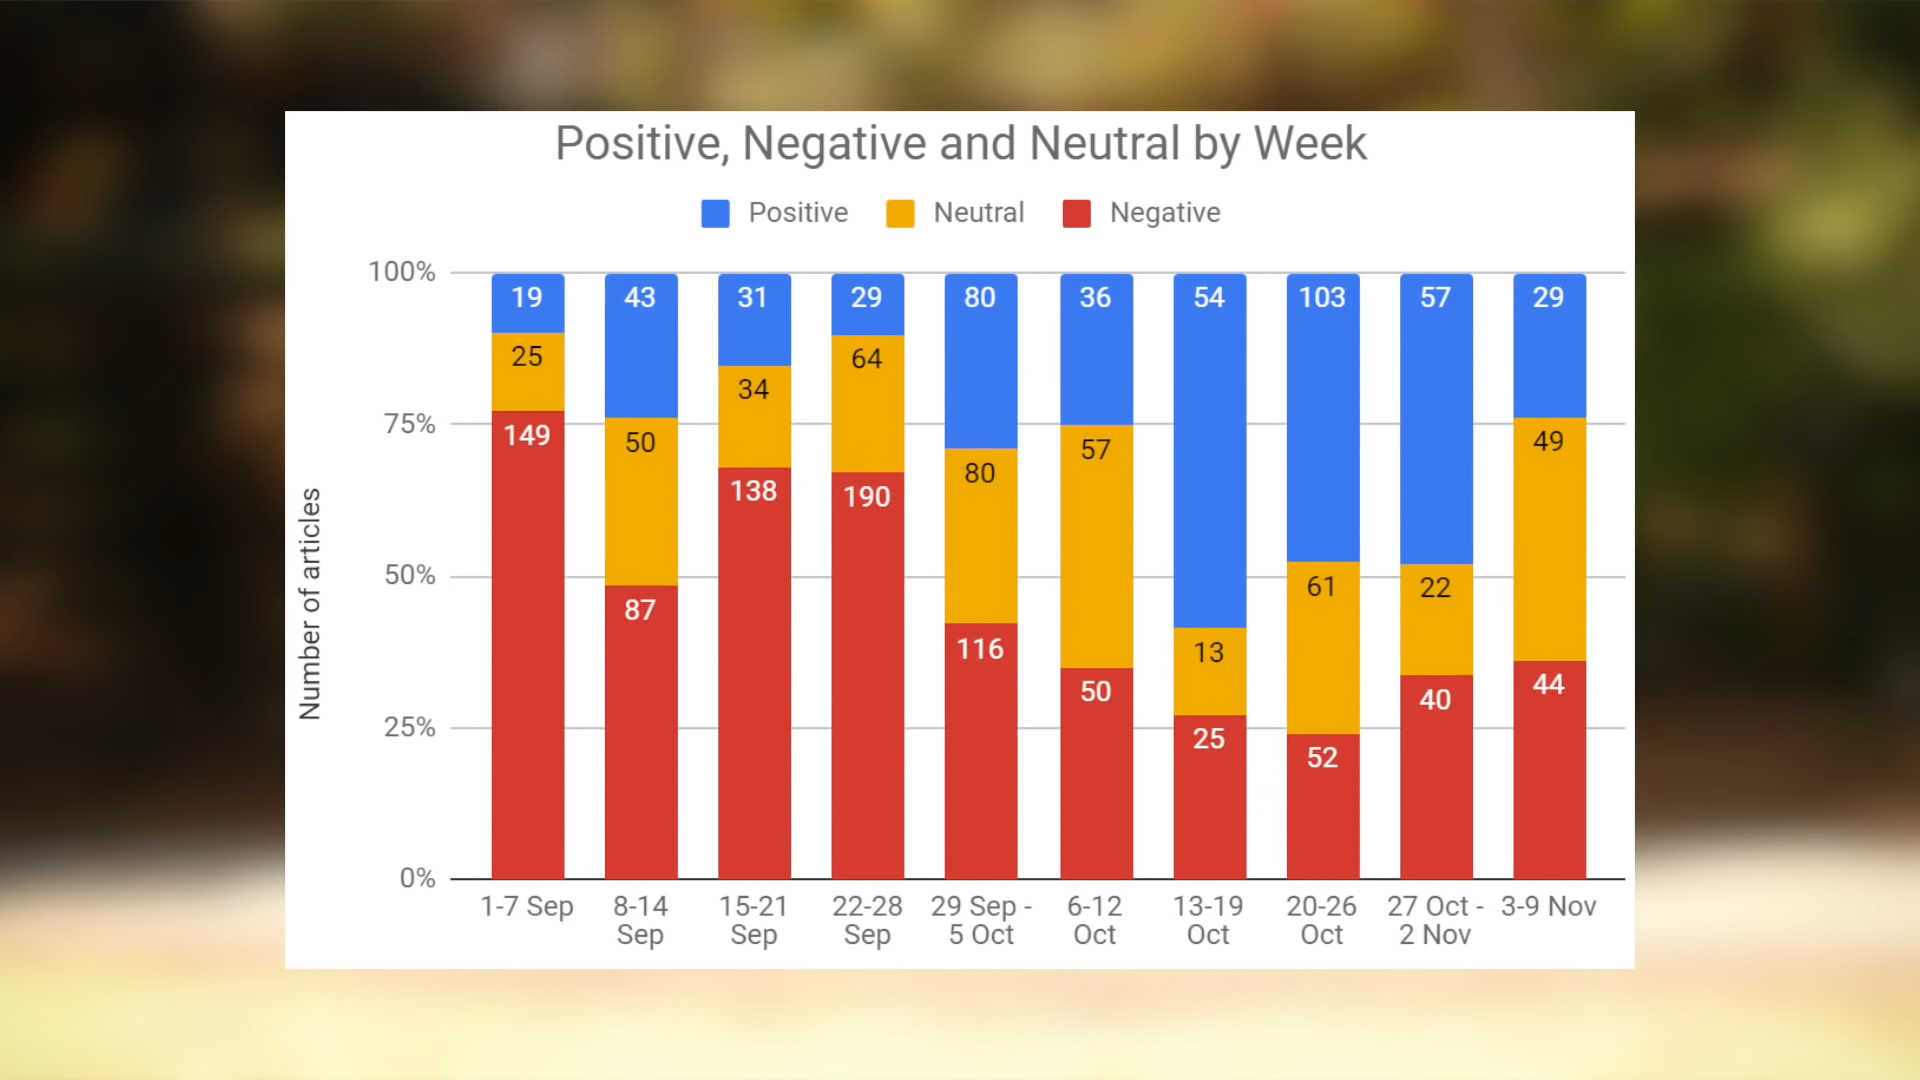 Positive, Negative and Neutral by Week
Positive Neutral Negative
100%
75%
50%
25%
0%
Number of articles
19 43 31 29 80 36 54 103 57 29
25 50 34 64 80 57 13 61 22 49
149 87 138 190 116 50 25 52 40 44
1-7 Sep 8-14 15-21 22-28 29 Sep - 6-12 13-19 20-26 27 Oct - 3-9 Nov
Sep Sep Sep 5 Oct Oct Oct Oct 2 Nov